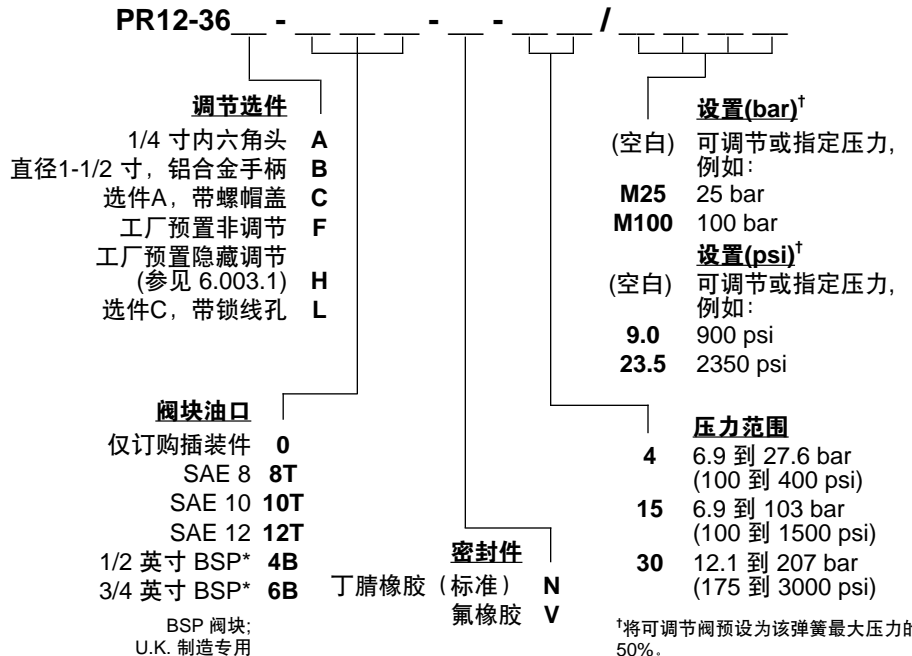 PR12-36__ - __ __ __ - __ - __ __ / __ __ __ __
调节选件
1/4 寸内六角头 A
直径1-1/2 寸，铝合金手柄 B
选件A，带螺帽盖 C
工厂预置非调节 F
工厂预置隐藏调节
(参见 6.003.1) H
选件C，带锁线孔 L
阀块油口
仅订购插装件 0
SAE 8 8T
SAE 10 10T
SAE 12 12T
1/2 英寸 BSP* 4B
3/4 英寸 BSP* 6B
BSP 阀块;
U.K. 制造专用
密封件
丁腈橡胶（标准） N
氟橡胶 V
设置(bar)†
(空白) 可调节或指定压力,
例如：
M25 25 bar
M100 100 bar
设置(psi)†
(空白) 可调节或指定压力,
例如：
9.0 900 psi
23.5 2350 psi
压力范围
4 6.9 到 27.6 bar
(100 到 400 psi)
15 6.9 到 103 bar
(100 到 1500 psi)
30 12.1 到 207 bar
(175 到 3000 psi)
†将可调节阀预设为该弹簧最大压力的
50%。